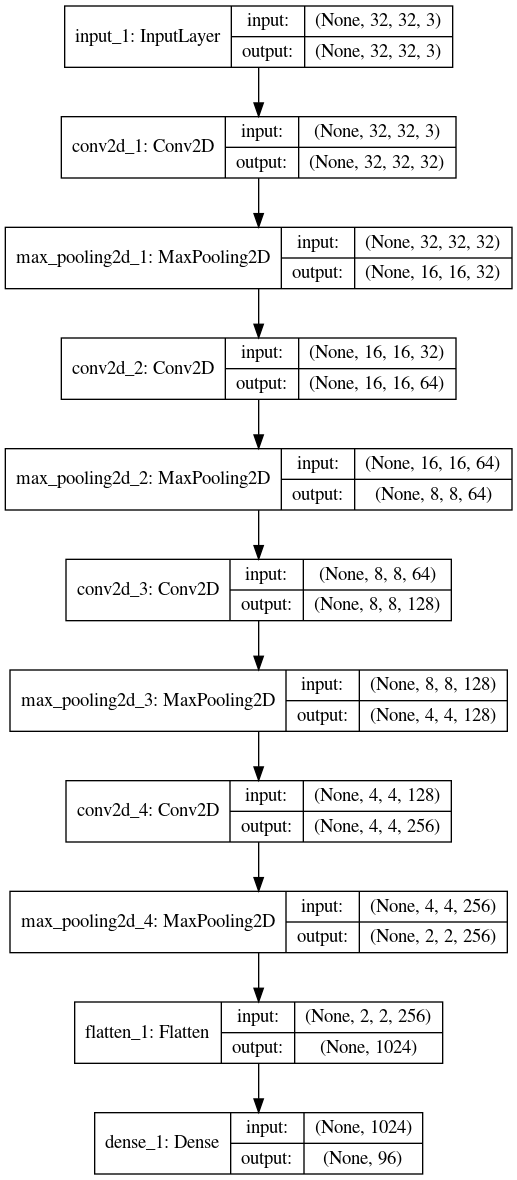 input_1: InputLayer
input: (None, 32, 32, 3)
output: (None, 32, 32, 3)
conv2d_1: Conv2D
input: (None, 32, 32, 3)
output: (None, 32, 32, 32)
max_pooling2d_1: MaxPooling2D
input: (None, 32, 32, 32)
output: (None, 16, 16, 32)
conv2d_2: Conv2D
input: (None, 16, 16, 32)
output: (None, 16, 16, 64)
max_pooling2d_2: MaxPooling2D
input: (None, 16, 16, 64)
output: (None, 8, 8, 64)
conv2d_3: Conv2D
input: (None, 8, 8, 64)
output: (None, 8, 8, 128)
max_pooling2d_3: MaxPooling2D
input: (None, 8, 8, 128)
output: (None, 4, 4, 128)
conv2d_4: Conv2D
input: (None, 4, 4, 128)
output: (None, 4, 4, 256)
max_pooling2d_4: MaxPooling2D
input: (None, 4, 4, 256)
output: (None, 2, 2, 256)
flatten_1: Flatten
input: (None, 2, 2, 256)
output: (None, 1024)
dense_1: Dense
input: (None, 1024)
output: (None, 96)